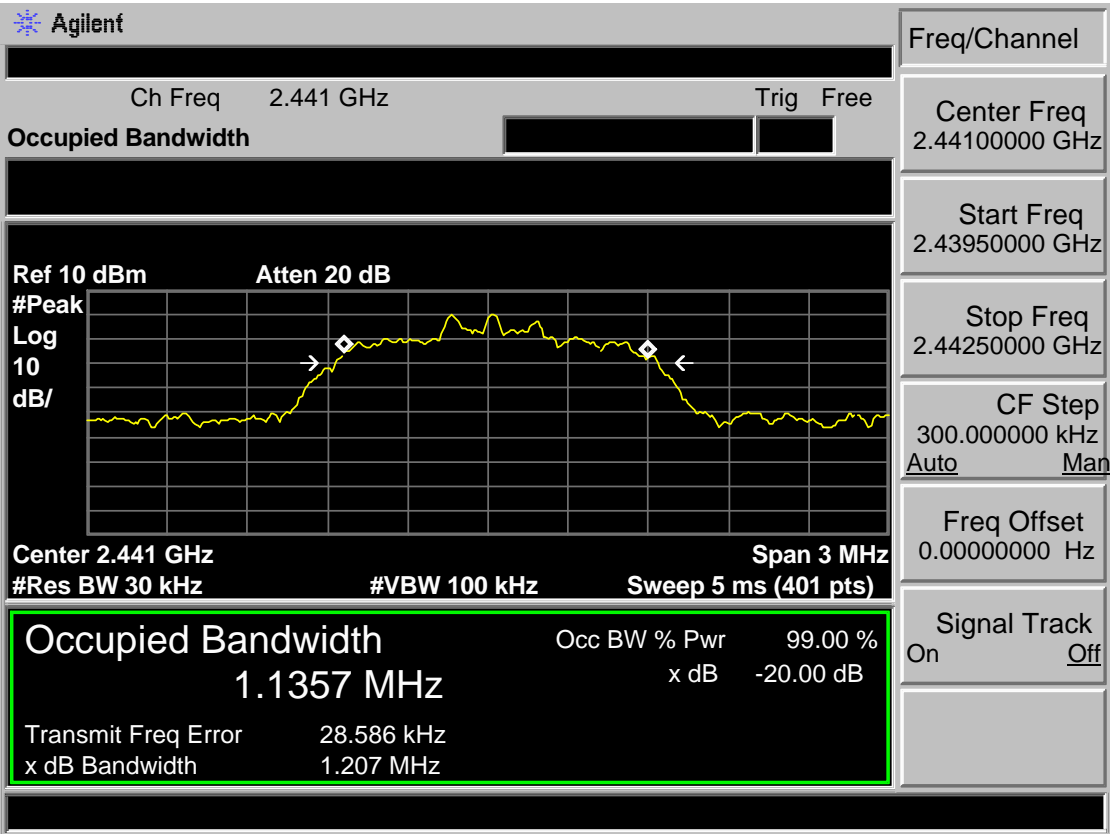 Agilent
Ch Freq 2.441 GHz Trig Free
Occupied Bandwidth
Ref 10 dBm Atten 20 dB
#Peak
Log
10
dB/
Center 2.441 GHz Span 3 MHz
#Res BW 30 kHz #VBW 100 kHz Sweep 5 ms (401 pts)
Occupied Bandwidth
1.1357 MHz
Occ BW % Pwr 99.00 %
x dB -20.00 dB
Transmit Freq Error 28.586 kHz
x dB Bandwidth 1.207 MHz
Freq/Channel
Center Freq
2.44100000 GHz
Start Freq
2.43950000 GHz
Stop Freq
2.44250000 GHz
CF Step
300.000000 kHz
Auto Man
Freq Offset
0.00000000 Hz
Signal Track
On Off